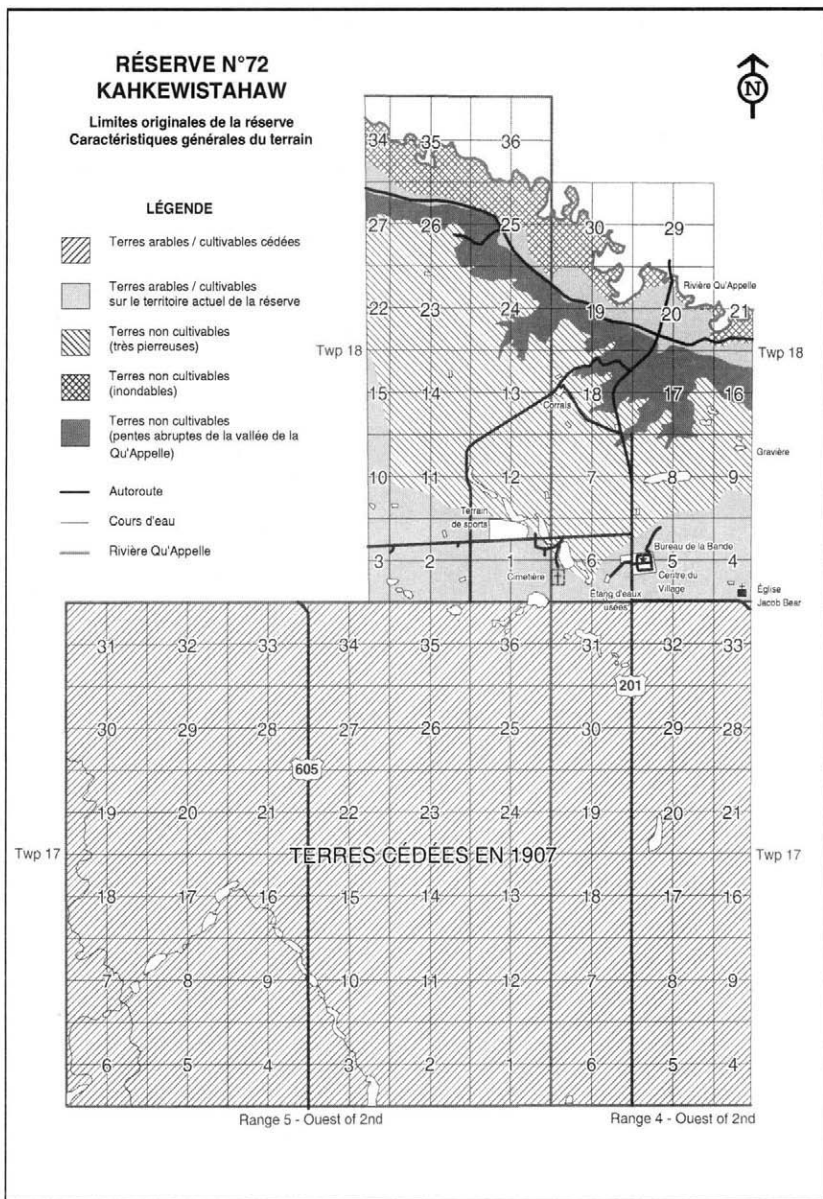 RÉSERVE N°72
KAHKEWISTAHAW
Limites originales de la réserve
Caractéristiques générales du terrain
N
LÉGENDE
Terres arables / cultivables cédées
Terres arables / cultivables
sur le territoire actuel de la réserve
Terres non cultivables
(très pierreuses)
Terres non cultivables
(inondables)
Terres non cultivables
(pentes abruptes de la vallée de la
Qu'Appelle)
Autoroute
Cours d'eau
Rivière Qu'Appelle
34 35 36
27 26 25 30 29
Rivière Qu'Appelle
22 23 24 19 20 21
Twp 18 Twp 18
15 14 13 18 17 16
Corrals
Gravière
10 11 12 7 8 9
Terrain
de sports
Bureau de la Bande
3 2 1 6 5 4
Cimetière
Centre du
Village
Étang d'eaux
usées
Église
Jacob Bear
31 32 33 34 35 36 31 32 33
201
30 29 28 27 26 25 30 29 28
605
19 20 21 22 23 24 19 20 21
Twp 17 TERRES CÉDÉES EN 1907 Twp 17
18 17 16 15 14 13 18 17 16
7 8 9 10 11 12 7 8 9
6 5 4 3 2 1 6 5 4
Range 5 - Ouest of 2nd Range 4 - Ouest of 2nd